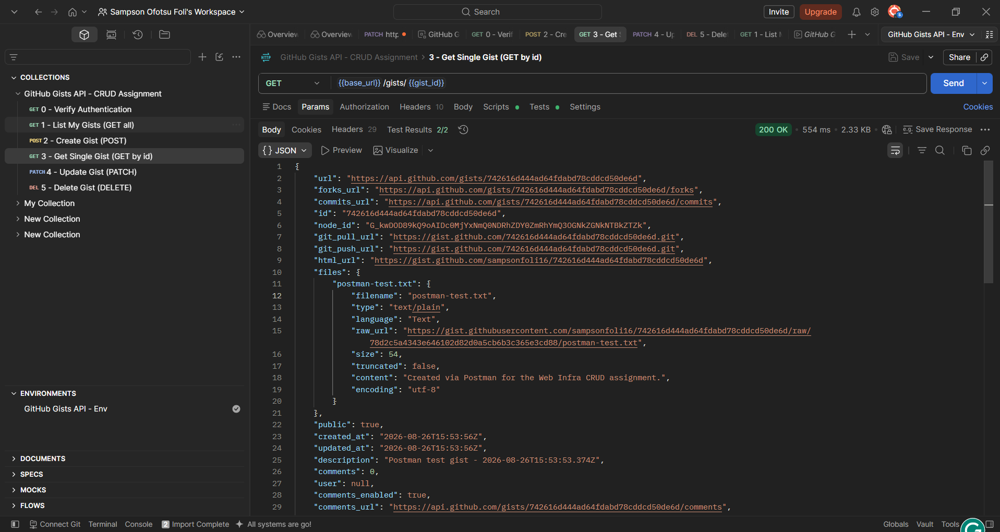 Sampson Ofotsu Foli's Workspace
Search
Invite
Upgrade
Overview
Overview
PATCH http
GitHub G
GET 0 - Verif
POST 2 - Cre
GET 3 - Get S
PATCH 4 - Up
DEL 5 - Dele
GET 1 - List M
GitHub G
GitHub Gists API - Env
HTTP GitHub Gists API - CRUD Assignment > 3 - Get Single Gist (GET by id)
Save
Share
COLLECTIONS
GitHub Gists API - CRUD Assignment
GET 0 - Verify Authentication
GET 1 - List My Gists (GET all)
POST 2 - Create Gist (POST)
GET 3 - Get Single Gist (GET by id)
PATCH 4 - Update Gist (PATCH)
DEL 5 - Delete Gist (DELETE)
My Collection
New Collection
New Collection
ENVIRONMENTS
GitHub Gists API - Env
DOCUMENTS
SPECS
MOCKS
FLOWS
GET {{base_url}} /gists/ {{gist_id}}
Send
Docs Params Authorization Headers 10 Body Scripts Tests Settings Cookies
Body Cookies Headers 29 Test Results 2/2
200 OK • 554 ms • 2.33 KB
e.g. Save Response
{} JSON Preview Visualize
1 {
2 "url": "https://api.github.com/gists/742616d444ad64fdabd78cddcd50de6d",
3 "forks_url": "https://api.github.com/gists/742616d444ad64fdabd78cddcd50de6d/forks",
4 "commits_url": "https://api.github.com/gists/742616d444ad64fdabd78cddcd50de6d/commits",
5 "id": "742616d444ad64fdabd78cddcd50de6d",
6 "node_id": "G_kwDOD89kQ9oAIDc0MjYxNmQ0NDRhZDY0ZmRhYmQ3OGNkZGNkNTBkZTZk",
7 "git_pull_url": "https://gist.github.com/742616d444ad64fdabd78cddcd50de6d.git",
8 "git_push_url": "https://gist.github.com/742616d444ad64fdabd78cddcd50de6d.git",
9 "html_url": "https://gist.github.com/sampsonfoli16/742616d444ad64fdabd78cddcd50de6d",
10 "files": {
11 "postman-test.txt": {
12 "filename": "postman-test.txt",
13 "type": "text/plain",
14 "language": "Text",
15 "raw_url": "https://gist.githubusercontent.com/sampsonfoli16/742616d444ad64fdabd78cddcd50de6d/raw/
78d2c5a4343e646102d82d0a5cb6b3c365e3cd88/postman-test.txt",
16 "size": 54,
17 "truncated": false,
18 "content": "Created via Postman for the Web Infra CRUD assignment.",
19 "encoding": "utf-8"
20 }
21 },
22 "public": true,
23 "created_at": "2026-08-26T15:53:56Z",
24 "updated_at": "2026-08-26T15:53:56Z",
25 "description": "Postman test gist - 2026-08-26T15:53:53.374Z",
26 "comments": 0,
27 "user": null,
28 "comments_enabled": true,
29 "comments_url": "https://api.github.com/gists/742616d444ad64fdabd78cddcd50de6d/comments",
Connect Git Terminal Console 2 Import Complete All systems are go!
Globals Vault Tools